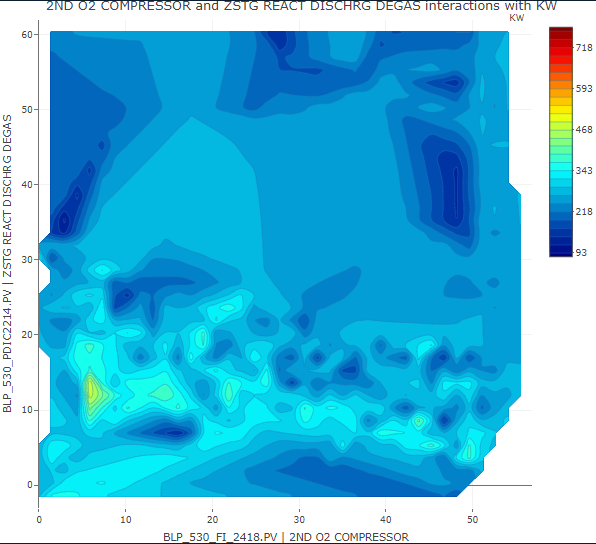 2ND O2 COMPRESSOR and ZSTG REACT DISCHRG DEGAS interactions with KW
KW
718
593
468
343
218
93
60
50
40
30
20
10
0
BLP_530_PDIC2214.PV | ZSTG REACT DISCHRG DEGAS
0 10 20 30 40 50
BLP_530_FI_2418.PV | 2ND O2 COMPRESSOR